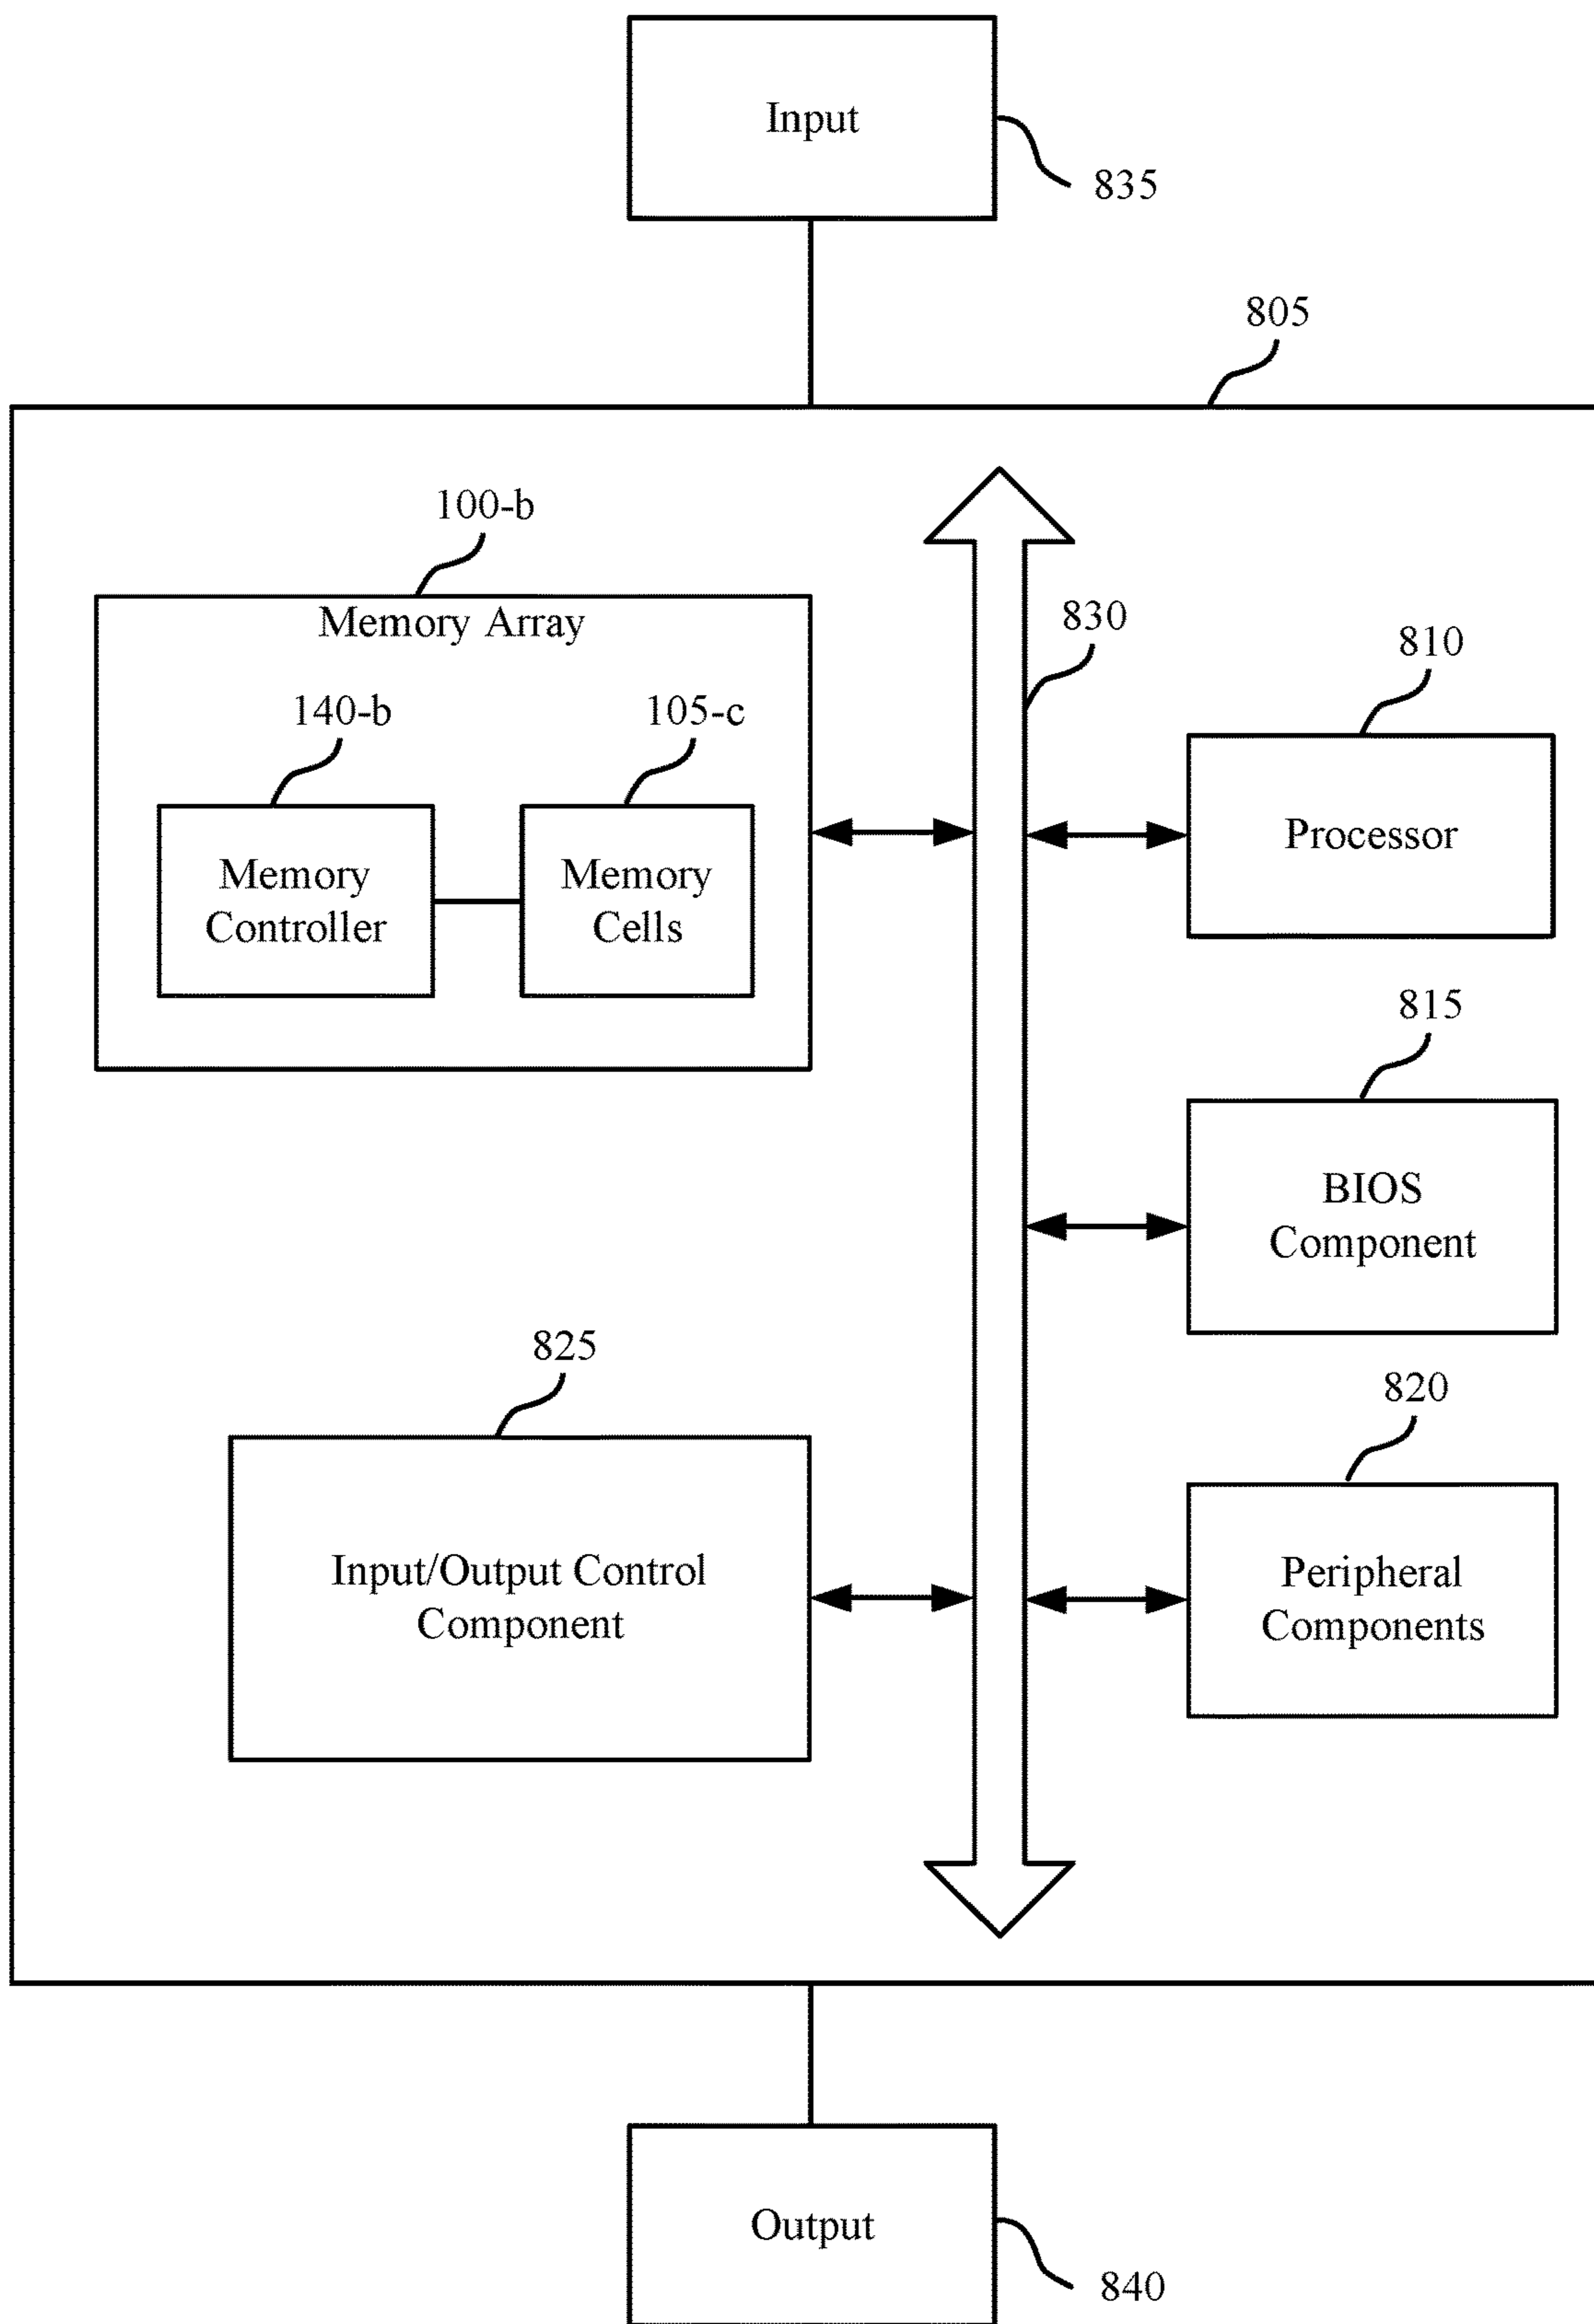 Input
835
805
100-b
Memory Array
140-b
105-c
Memory
Controller
Memory
Cells
830
810
Processor
815
BIOS
Component
825
Input/Output Control
Component
820
Peripheral
Components
Output
840